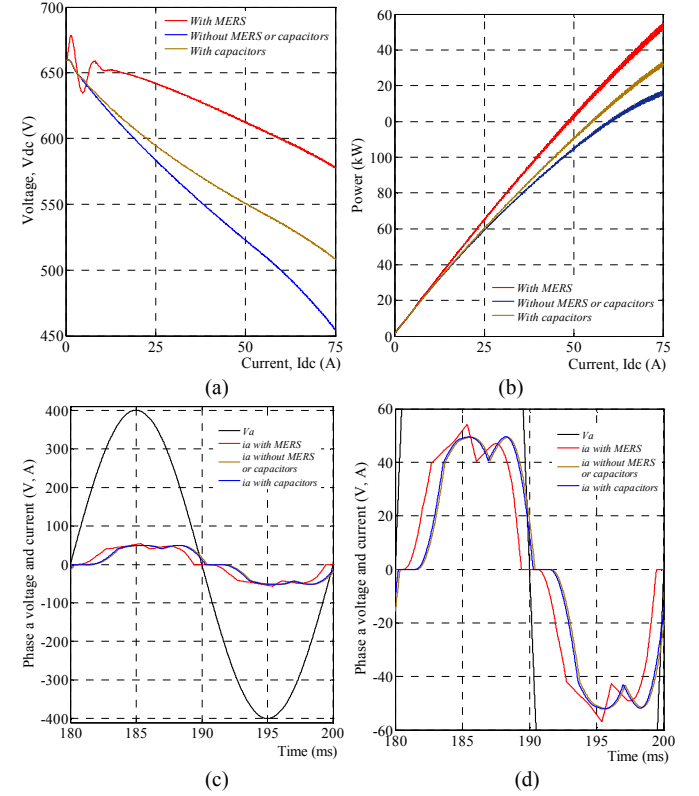 700
650
600
550
500
450
Voltage, Vdc (V)
With MERS
Without MERS or capacitors
With capacitors
0
25
50
75
Current, Idc (A)
(a)
60
40
20
0
100
80
60
40
20
0
Power (kW)
With MERS
Without MERS or capacitors
With capacitors
0
25
50
75
Current, Idc (A)
(b)
400
300
200
100
0
-100
-200
-300
-400
Phase a voltage and current (V, A)
Va
ia with MERS
ia without MERS
or capacitors
ia with capacitors
180
185
190
195
200
Time (ms)
(c)
60
40
20
0
-20
-40
-60
Phase a voltage and current (V, A)
Va
ia with MERS
ia without MERS
or capacitors
ia with capacitors
180
185
190
195
200
Time (ms)
(d)